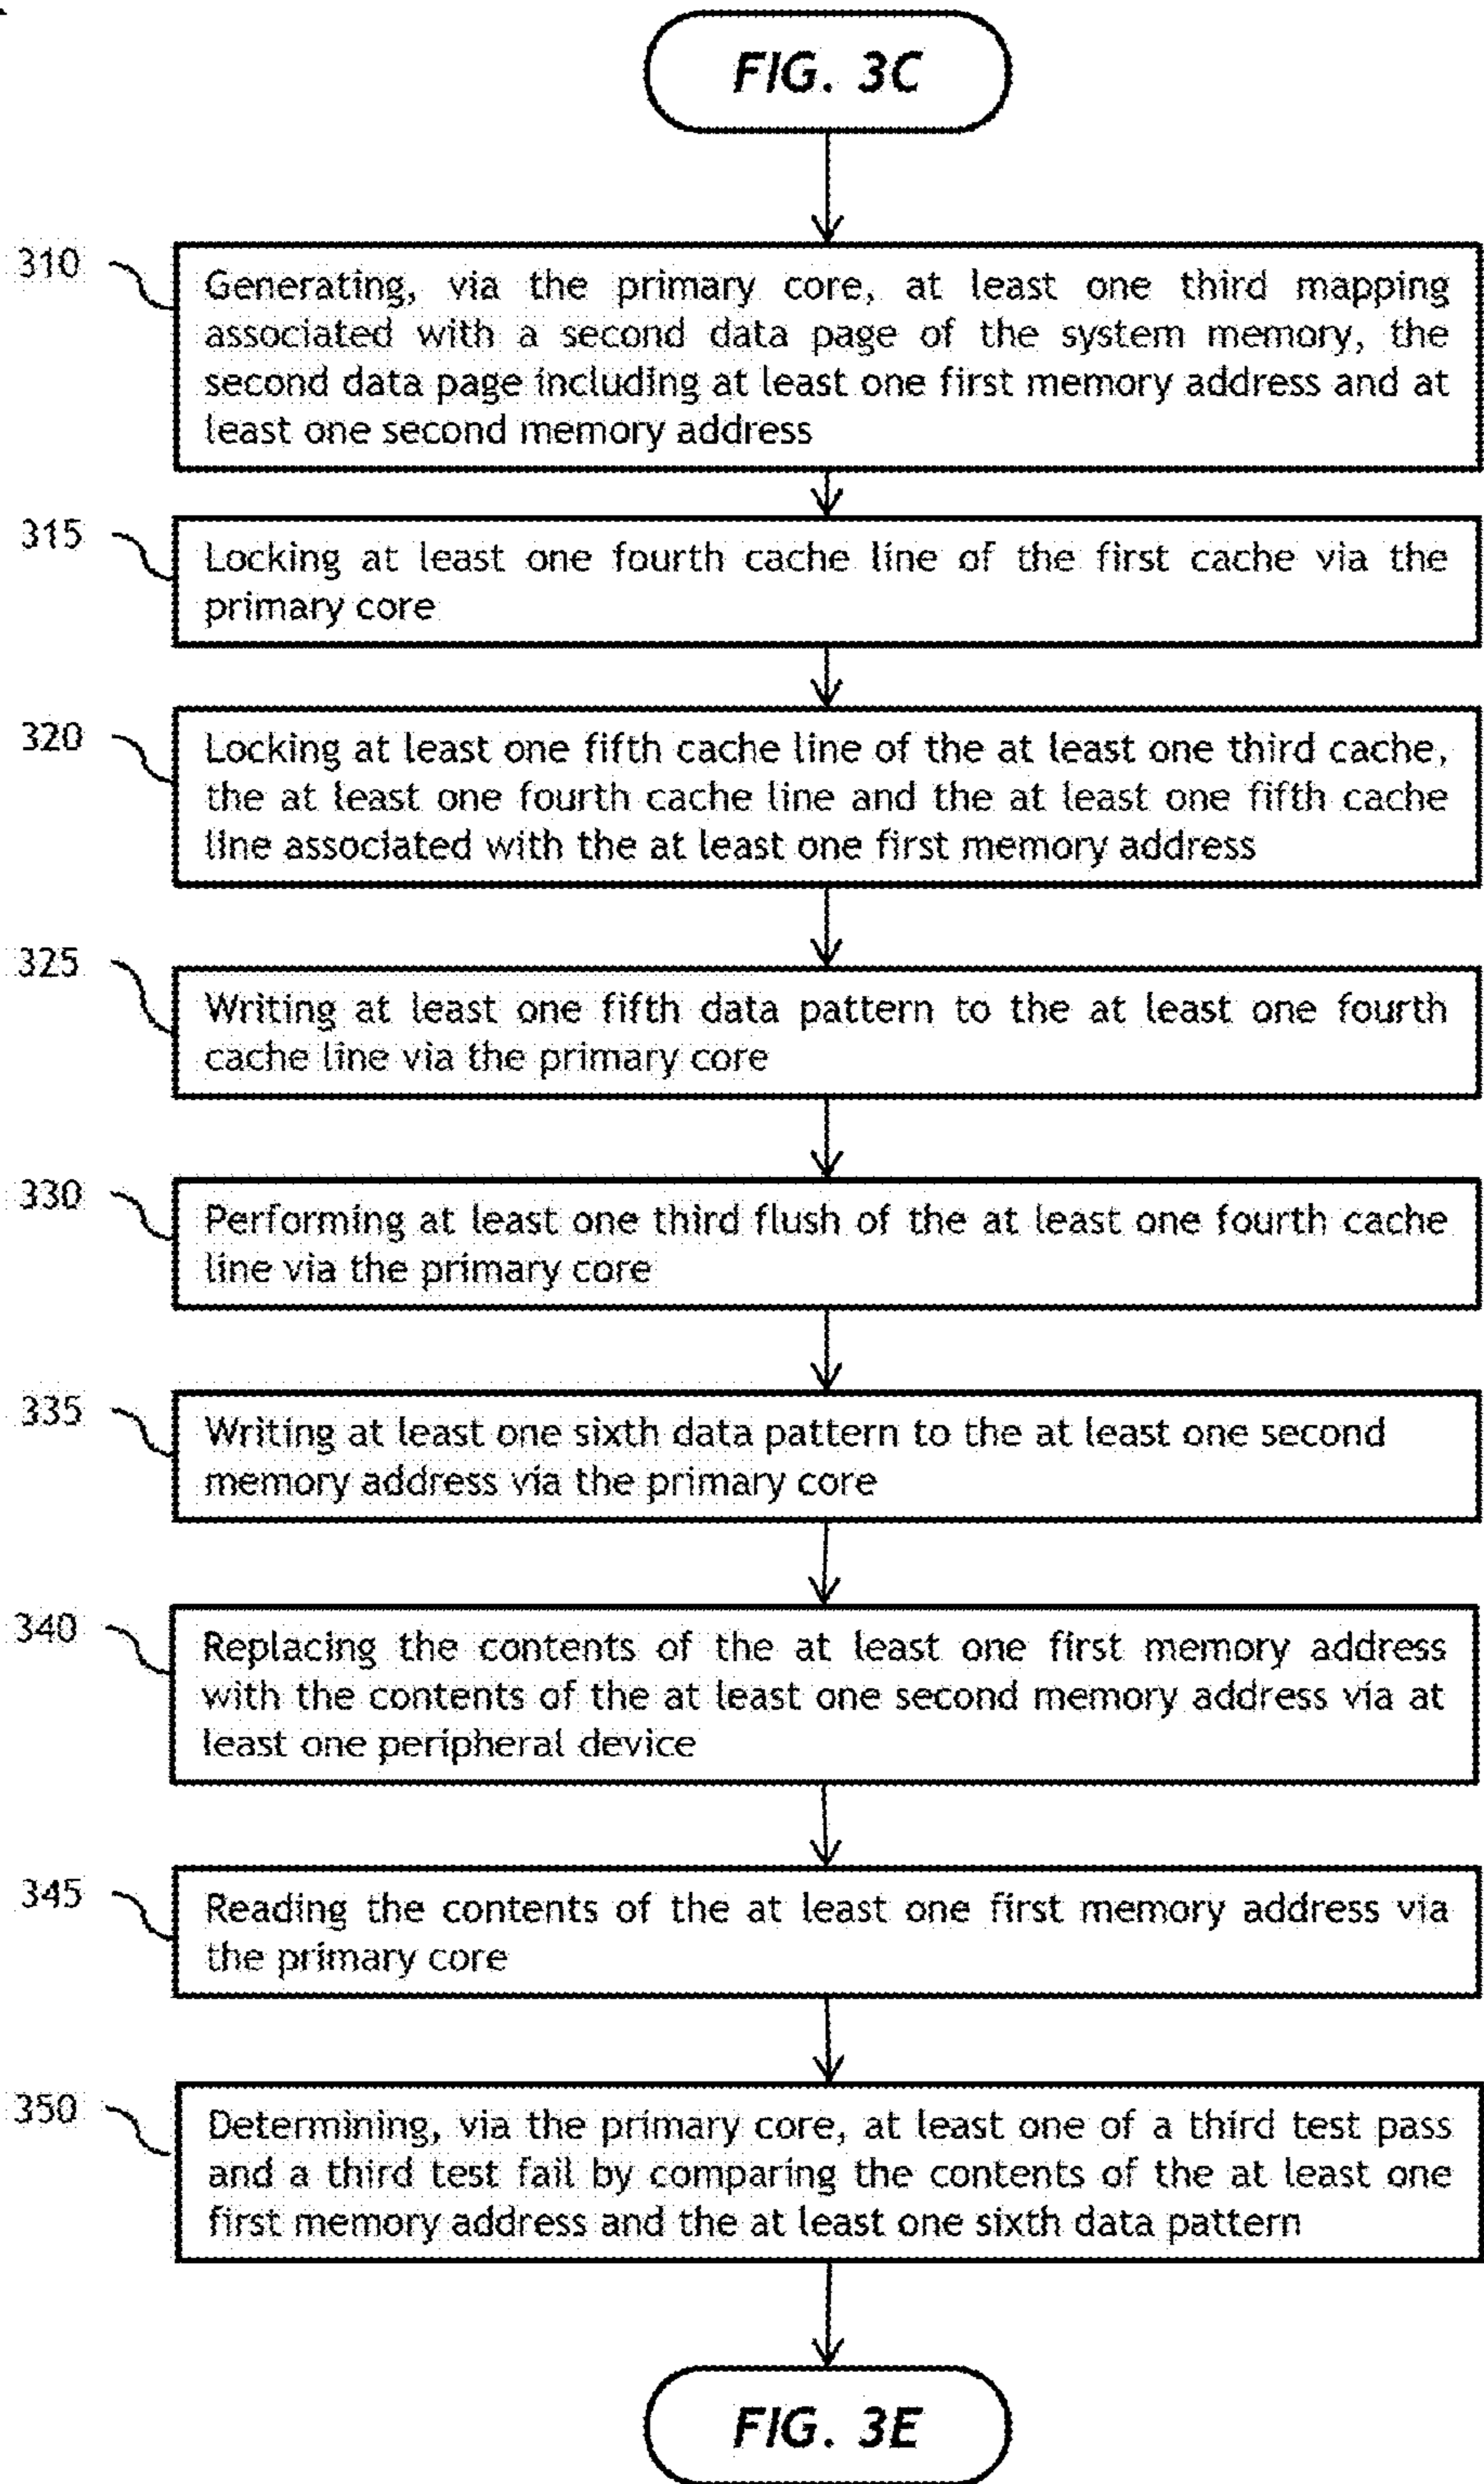 FIG. 3C
310
Generating, via the primary core, at least one third mapping
associated with a second data page of the system memory, the
second data page including at least one first memory address and at
least one second memory address
315
Locking at least one fourth cache line of the first cache via the
primary core
320
Locking at least one fifth cache line of the at least one third cache,
the at least one fourth cache line and the at least one fifth cache
line associated with the at least one first memory address
325
Writing at least one fifth data pattern to the at least one fourth
cache line via the primary core
330
Performing at least one third flush of the at least one fourth cache
line via the primary core
335
Writing at least one sixth data pattern to the at least one second
memory address via the primary core
340
Replacing the contents of the at least one first memory address
with the contents of the at least one second memory address via at
least one peripheral device
345
Reading the contents of the at least one first memory address via
the primary core
350
Determining, via the primary core, at least one of a third test pass
and a third test fail by comparing the contents of the at least one
first memory address and the at least one sixth data pattern
FIG. 3E